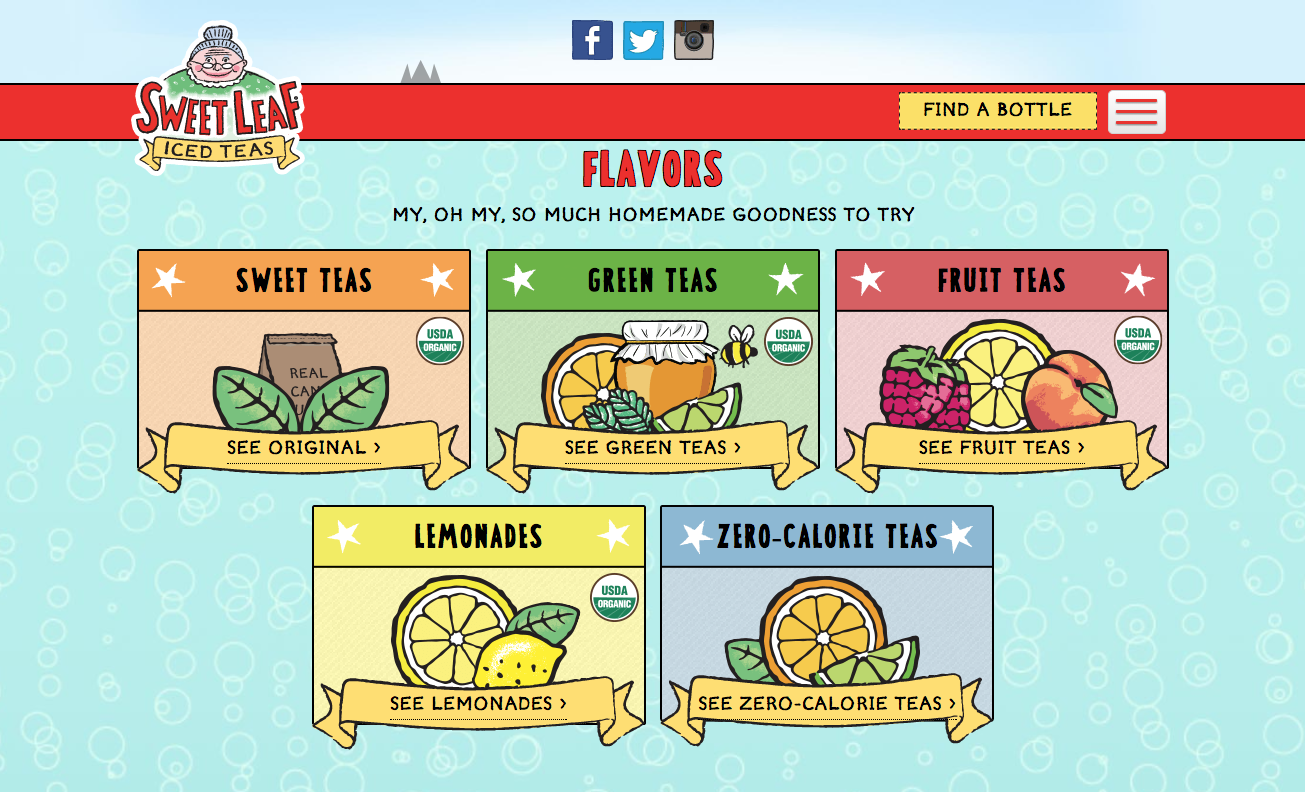 SWEET LEAF
ICED TEAS
FIND A BOTTLE
FLAVORS
MY, OH MY, SO MUCH HOMEMADE GOODNESS TO TRY
SWEET TEAS
USDA
ORGANIC
REAL
SEE ORIGINAL ›
GREEN TEAS
USDA
ORGANIC
SEE GREEN TEAS ›
FRUIT TEAS
USDA
ORGANIC
SEE FRUIT TEAS ›
LEMONADES
USDA
ORGANIC
SEE LEMONADES ›
ZERO-CALORIE TEAS
SEE ZERO-CALORIE TEAS ›